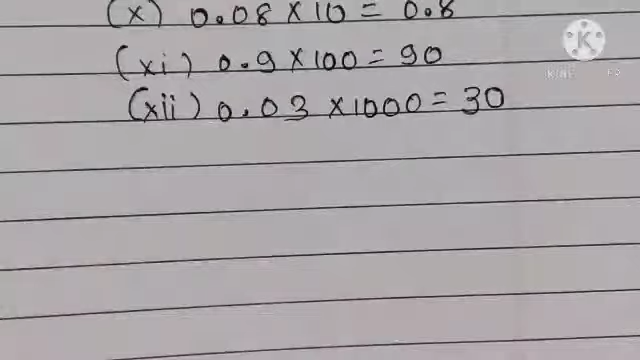 (x) 0.08 × 10 = 0.8
(xi) 0.9 × 100 = 90
(xii) 0.03 × 1000 = 30